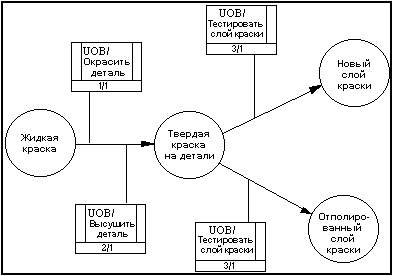 UOB/
Окрасить
деталь
1/1
UOB/
Тестировать
слой краски
3/1
Новый
слой
краски
Жидкая
краска
Твердая
краска
на детали
UOB/
Высушить
деталь
2/1
UOB/
Тестировать
слой краски
3/1
Отполиро-
ванный
слой
краски